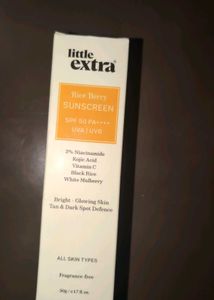 little
extra
Rice Berry
SUNSCREEN
SPF 50 PA++++
UVA | UVB
2% Niacinamide
Kojic Acid
Vitamin C
Black Rice
White Mulberry
Bright - Glowing Skin
Tan & Dark Spot Defence
ALL SKIN TYPES
Fragrance-free